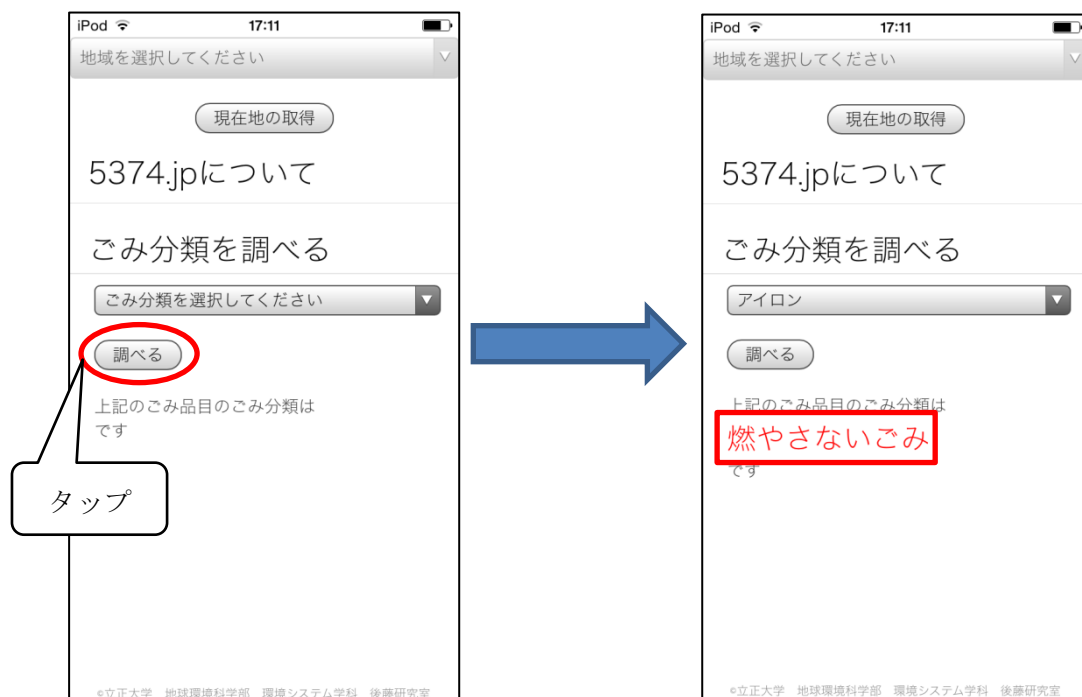 iPod 17:11
地域を選択してください
現在地の取得
5374.jpについて
ごみ分類を調べる
ごみ分類を選択してください
調べる
上記のごみ品目のごみ分類は
です
タップ
©立正大学 地球環境科学部 環境システム学科 後藤研究室
iPod 17:11
地域を選択してください
現在地の取得
5374.jpについて
ごみ分類を調べる
アイロン
調べる
上記のごみ品目のごみ分類は
燃やさないごみ
です
©立正大学 地球環境科学部 環境システム学科 後藤研究室